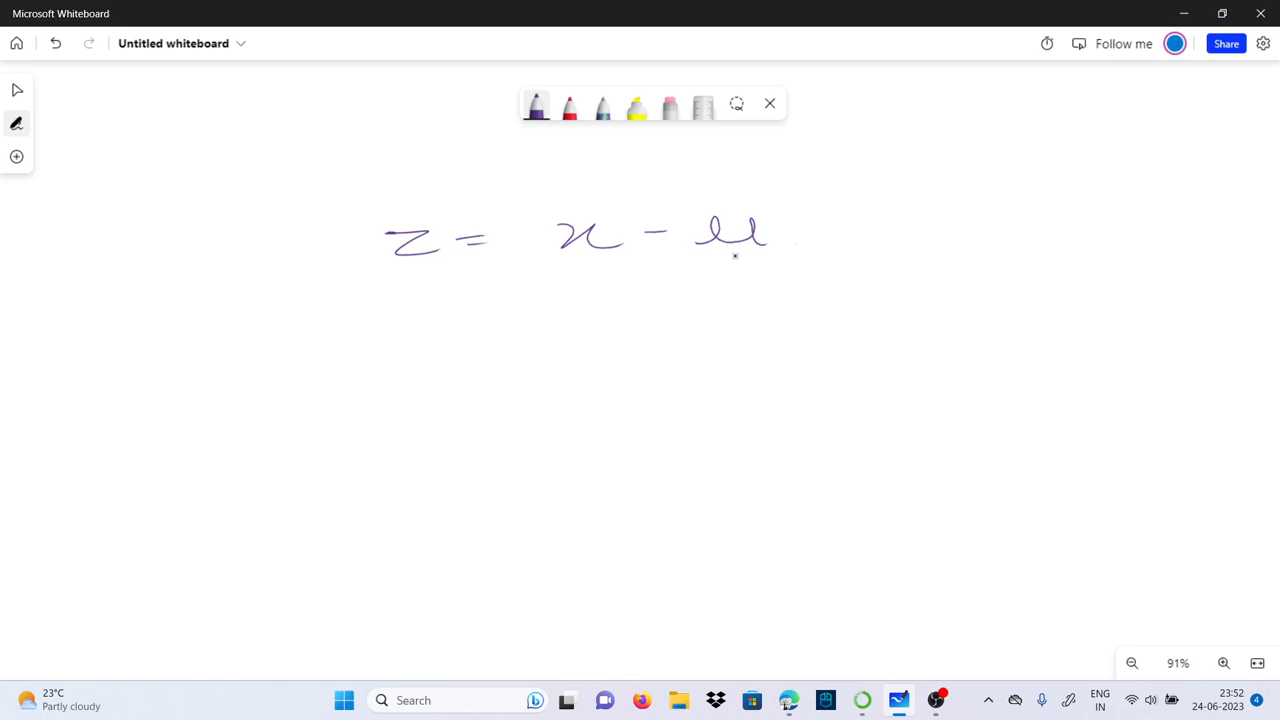 Microsoft Whiteboard
Untitled whiteboard
Follow me
Share
z = x - μ
91%
23°C
Partly cloudy
Search
ENG
IN
23:52
24-06-2023
4